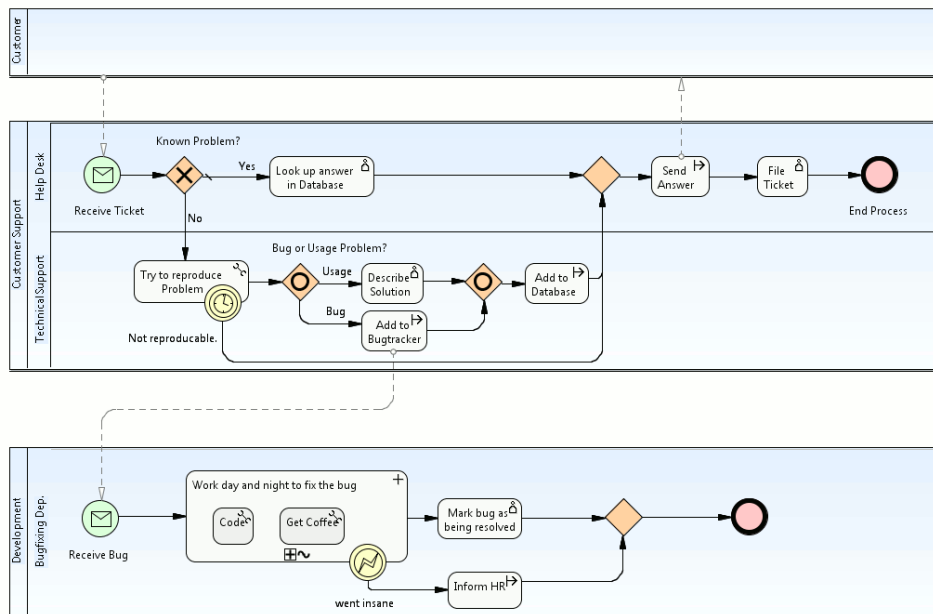 Customer
Customer Support
Help Desk
Known Problem?
Receive Ticket
Yes
Look up answer
in Database
Send
Answer
File
Ticket
End Process
No
TechnicalSupport
Bug or Usage Problem?
Try to reproduce
Problem
Usage
Describe
Solution
Add to
Database
Bug
Add to
Bugtracker
Not reproducable.
Development
Bugfixing Dep.
Receive Bug
Work day and night to fix the bug
Code
Get Coffee
Mark bug as
being resolved
Inform HR
went insane